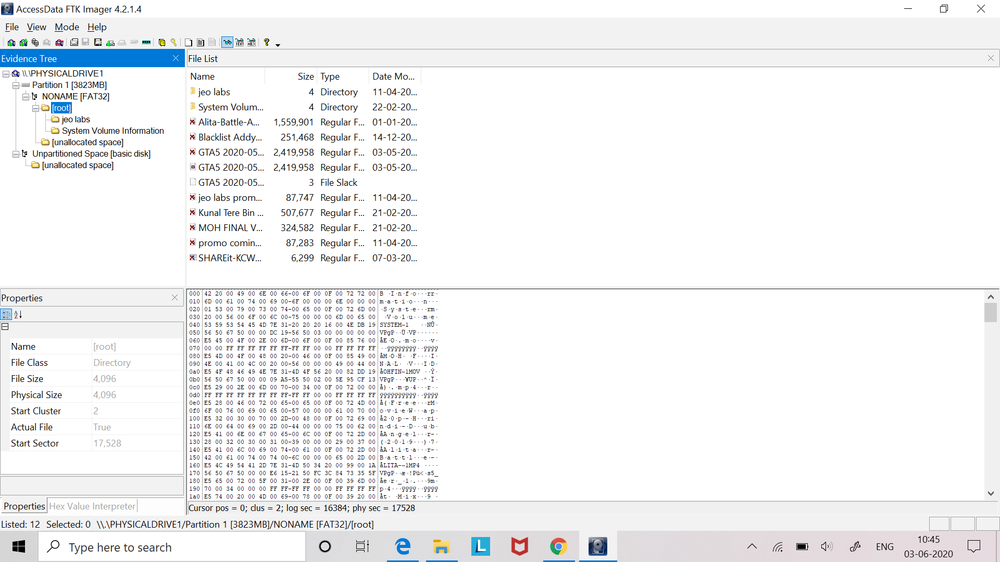 AccessData FTK Imager 4.2.1.4
File View Mode Help
Evidence Tree
\\.\PHYSICALDRIVE1
Partition 1 [3823MB]
NONAME [FAT32]
[root]
jeo labs
System Volume Information
[unallocated space]
Unpartitioned Space [basic disk]
[unallocated space]
File List
Name Size Type Date Mo...
jeo labs 4 Directory 11-04-20...
System Volum... 4 Directory 22-02-20...
Alita-Battle-A... 1,559,901 Regular F... 01-01-20...
Blacklist Addy... 251,468 Regular F... 14-12-20...
GTA5 2020-05... 2,419,958 Regular F... 03-05-20...
GTA5 2020-05... 2,419,958 Regular F... 03-05-20...
GTA5 2020-05... 3 File Slack
jeo labs prom... 87,747 Regular F... 11-04-20...
Kunal Tere Bin ... 507,677 Regular F... 21-02-20...
MOH FINAL V... 324,582 Regular F... 21-02-20...
promo comin... 87,283 Regular F... 11-04-20...
SHAREit-KCW... 6,299 Regular F... 07-03-20...
Properties
Name [root]
File Class Directory
File Size 4,096
Physical Size 4,096
Start Cluster 2
Actual File True
Start Sector 17,528
Properties Hex Value Interpreter
000 42 20 00 49 00 6E 00 66-00 6F 00 0F 00 72 72 00 B ·I·n·f·o···rr·
010 6D 00 61 00 74 00 69 00-6F 00 00 00 6E 00 00 00 m·a·t·i·o···n···
020 01 53 00 79 00 73 00 74-00 65 00 0F 00 72 6D 00 ·S·y·s·t·e···rm·
030 20 00 56 00 6F 00 6C 00-75 00 00 00 6D 00 65 00 ·V·o·l·u···m·e·
040 53 59 53 54 45 4D 7E 31-20 20 20 16 00 4E DB 19 SYSTEM~1 ··NÛ·
050 56 50 67 50 00 00 DC 19-56 50 03 00 00 00 00 00 VPgP··Ü·VP······
060 E5 45 00 4F 00 2E 00 6D-00 6F 00 0F 00 85 76 00 åE·O·.·m·o····v·
070 00 00 FF FF FF FF FF FF-FF FF 00 00 FF FF FF FF ··ÿÿÿÿÿÿÿÿ··ÿÿÿÿ
080 E5 4D 00 4F 00 48 00 20-00 46 00 0F 00 85 49 00 åM·O·H· ·F····I·
090 4E 00 41 00 4C 00 20 00-56 00 00 00 49 00 44 00 N·A·L· ·V···I·D·
0a0 E5 4F 48 46 49 4E 7E 31-4D 4F 56 20 00 82 DD 19 åOHFIN~1MOV ··Ý·
0b0 56 50 67 50 00 00 09 A5-55 50 02 00 5E 95 CF 13 VPgP···¥UP··^·Ï·
0c0 E5 29 00 2E 00 6D 00 70-00 34 00 0F 00 72 00 00 å)·.·m·p·4···r··
0d0 FF FF FF FF FF FF FF FF-FF FF 00 00 FF FF FF FF ÿÿÿÿÿÿÿÿÿÿ··ÿÿÿÿ
0e0 E5 28 00 46 00 72 00 65-00 65 00 0F 00 72 4D 00 å(·F·r·e·e···rM·
0f0 6F 00 76 00 69 00 65 00-57 00 00 00 61 00 70 00 o·v·i·e·W···a·p·
100 E5 32 00 30 00 70 00 2D-00 48 00 0F 00 72 69 00 å2·0·p·-·H···ri·
110 6E 00 64 00 69 00 2D 00-44 00 00 00 75 00 62 00 n·d·i·-·D···u·b·
120 E5 41 00 6E 00 67 00 65-00 6C 00 0F 00 72 2D 00 åA·n·g·e·l···r-·
130 28 00 32 00 30 00 31 00-39 00 00 00 29 00 37 00 (·2·0·1·9···)·7·
140 E5 41 00 6C 00 69 00 74-00 61 00 0F 00 72 2D 00 åA·l·i·t·a···r-·
150 42 00 61 00 74 00 74 00-6C 00 00 00 65 00 2D 00 B·a·t·t·l···e·-·
160 E5 4C 49 54 41 2D 7E 31-4D 50 34 20 00 99 00 1A åLITA-~1MP4 ····
170 56 50 67 50 00 00 E6 15-21 50 FC 3C 84 73 35 5F VPgP··æ·!Pü<·s5_
180 E5 65 00 72 00 5F 00 31-00 2E 00 0F 00 39 6D 00 åe·r·_·1·.···9m·
190 70 00 34 00 00 00 FF FF-FF FF 00 00 FF FF FF FF p·4···ÿÿÿÿ··ÿÿÿÿ
1a0 E5 74 00 20 00 4D 00 69-00 78 00 0F 00 39 20 00 åt· ·M·i·x···9 ·
Cursor pos = 0; clus = 2; log sec = 16384; phy sec = 17528
Listed: 12 Selected: 0 \\.\PHYSICALDRIVE1/Partition 1 [3823MB]/NONAME [FAT32]/[root]
Type here to search
ENG
10:45
03-06-2020